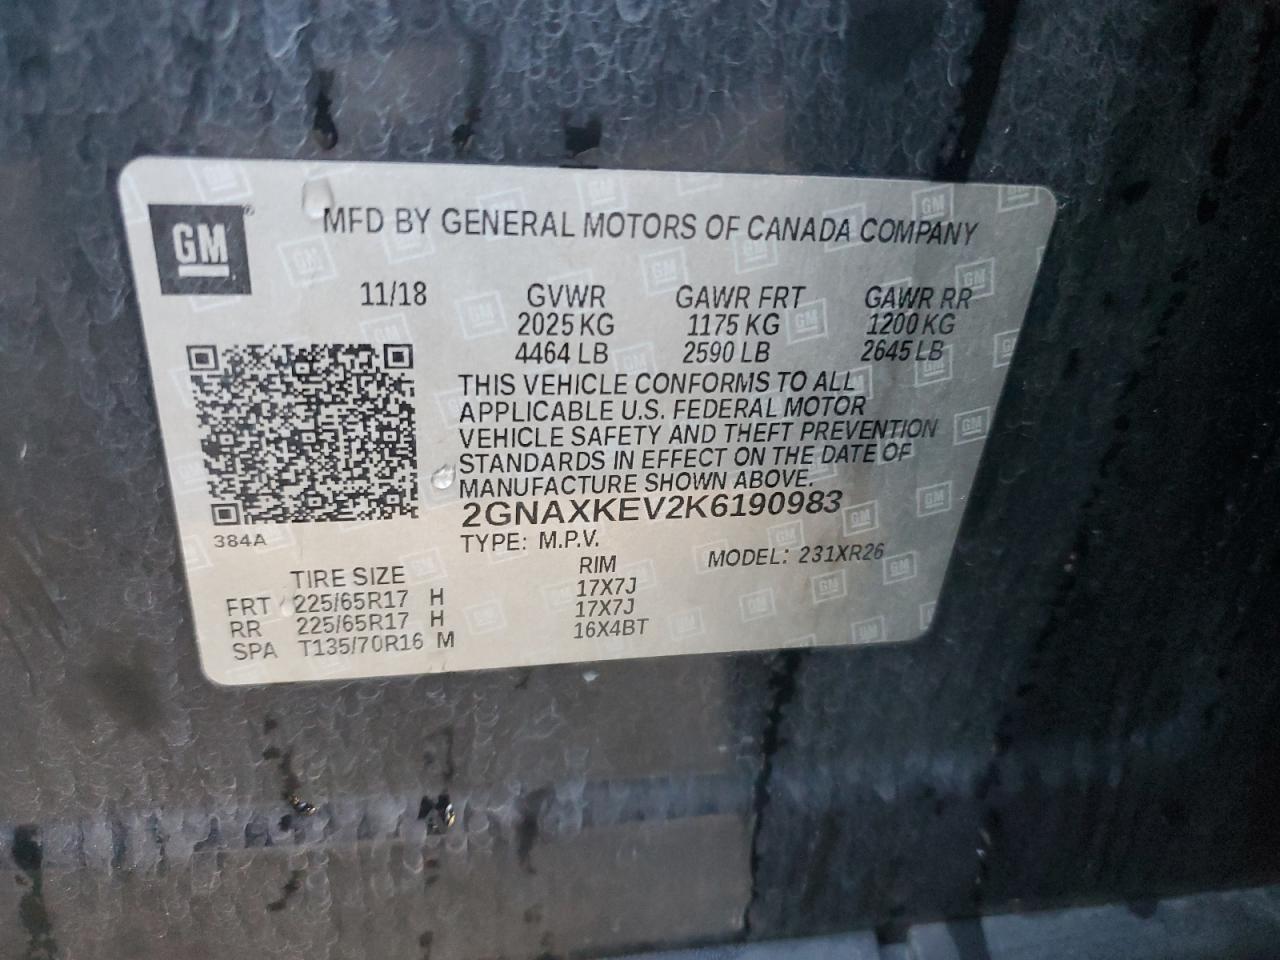 GM
MFD BY GENERAL MOTORS OF CANADA COMPANY
11/18 GVWR GAWR FRT GAWR RR
2025 KG 1175 KG 1200 KG
4464 LB 2590 LB 2645 LB
THIS VEHICLE CONFORMS TO ALL
APPLICABLE U.S. FEDERAL MOTOR
VEHICLE SAFETY AND THEFT PREVENTION
STANDARDS IN EFFECT ON THE DATE OF
MANUFACTURE SHOWN ABOVE.
2GNAXKEV2K6190983
384A
TYPE: M.P.V. MODEL: 231XR26
TIRE SIZE RIM
FRT 225/65R17 H 17X7J
RR 225/65R17 H 17X7J
SPA T135/70R16 M 16X4BT